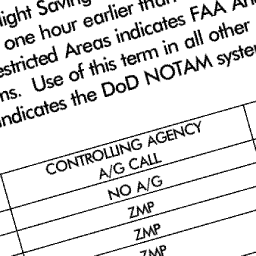 light Saving
one hour earlier than
estricted Areas indicates FAA
ns. Use of this term in all other
indicates the DoD NOTAM syste
CONTROLLING AGENCY
A/G CALL
NO A/G
ZMP
ZMP
ZMP